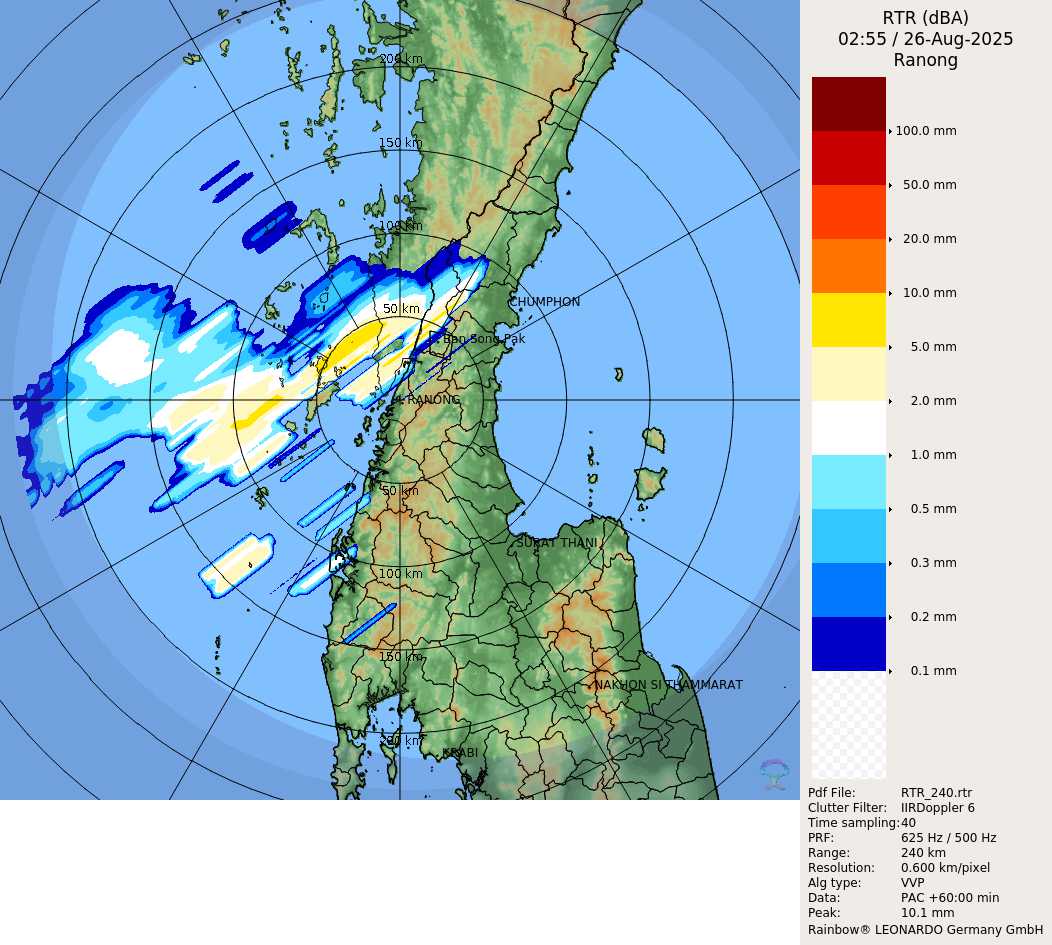 RTR (dBA)
02:55 / 26-Aug-2025
Ranong
200 km
150 km
100 km
50 km
CHUMPHON
Ban Song Pak
RANONG
50 km
SURAT THANI
100 km
150 km
NAKHON SI THAMMARAT
200 km
KRABI
100.0 mm
50.0 mm
20.0 mm
10.0 mm
5.0 mm
2.0 mm
1.0 mm
0.5 mm
0.3 mm
0.2 mm
0.1 mm
Pdf File: RTR_240.rtr
Clutter Filter: IIRDoppler 6
Time sampling:40
PRF: 625 Hz / 500 Hz
Range: 240 km
Resolution: 0.600 km/pixel
Alg type: VVP
Data: PAC +60:00 min
Peak: 10.1 mm
Rainbow® LEONARDO Germany GmbH